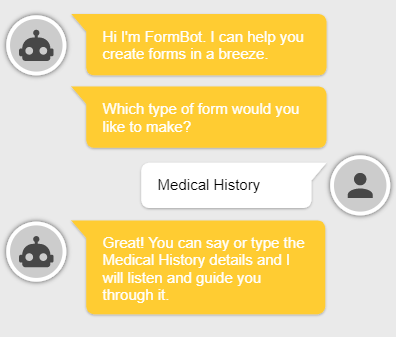 Hi I'm FormBot. I can help you
create forms in a breeze.
Which type of form would you
like to make?
Medical History
Great! You can say or type the
Medical History details and I
will listen and guide you
through it.